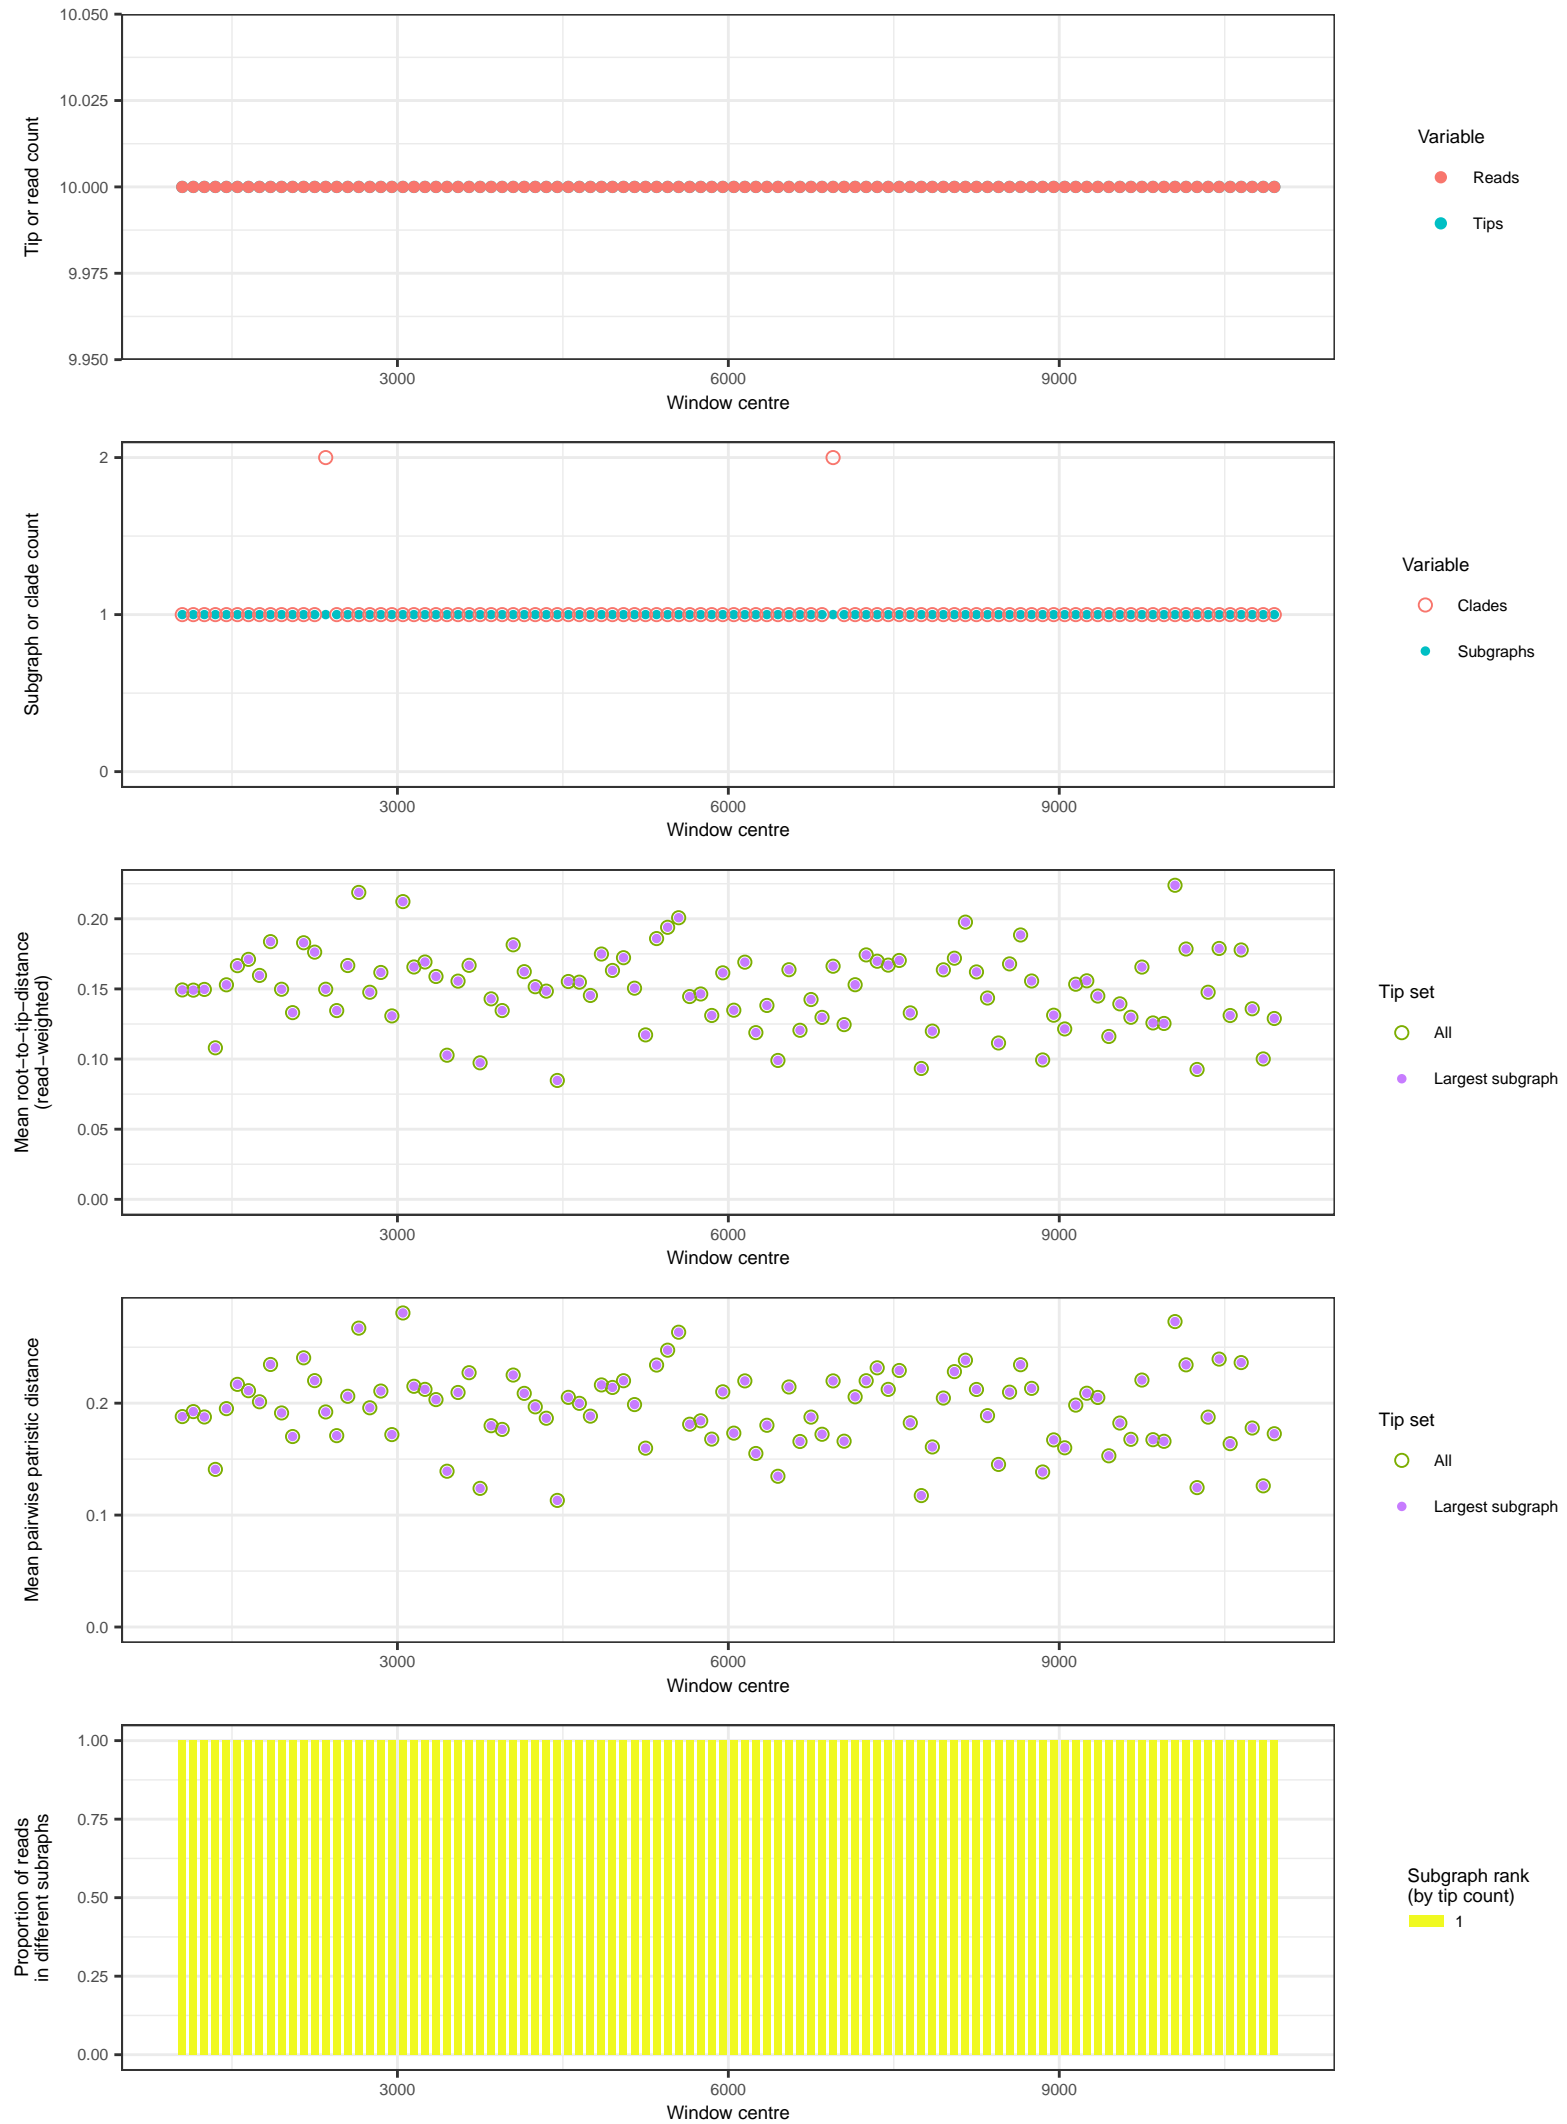 10.050
10.025
10.000
9.975
9.950
Tip or read count
3000 6000 9000
Window centre
Variable
Reads
Tips
2
1
0
Subgraph or clade count
3000 6000 9000
Window centre
Variable
Clades
Subgraphs
0.20
0.15
0.10
0.05
0.00
Mean root−to−tip−distance
(read−weighted)
3000 6000 9000
Window centre
Tip set
All
Largest subgraph
0.2
0.1
0.0
Mean pairwise patristic distance
3000 6000 9000
Window centre
Tip set
All
Largest subgraph
1.00
0.75
0.50
0.25
0.00
Proportion of reads
in different subraphs
3000 6000 9000
Window centre
Subgraph rank
(by tip count)
1